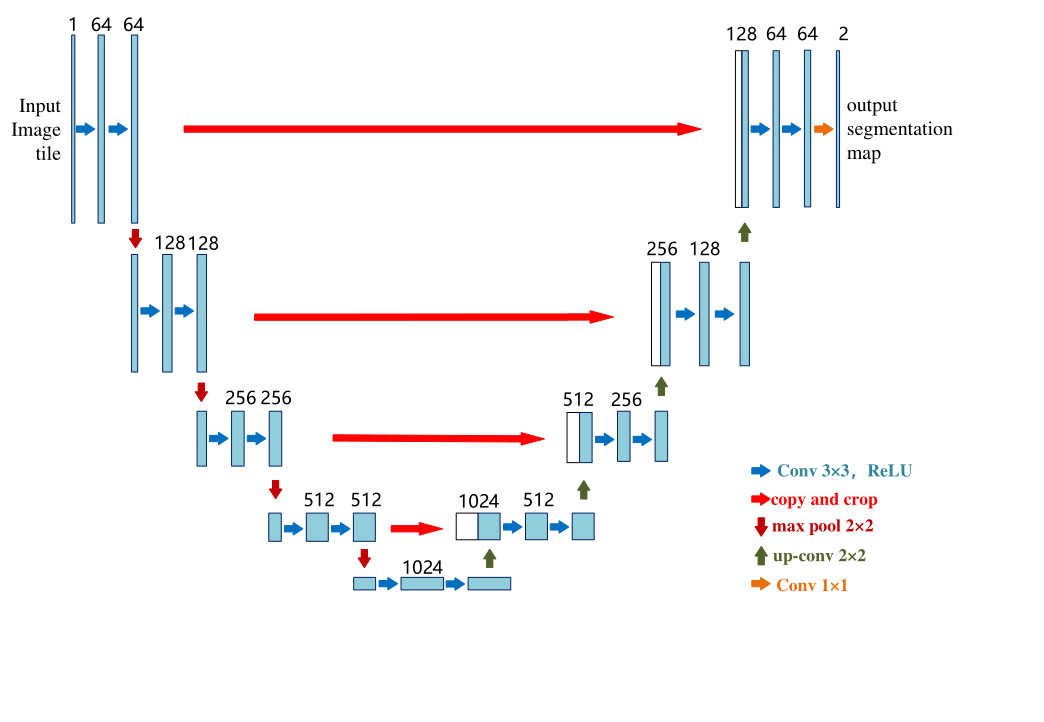 1 64 64
128 64 64 2
Input
Image
tile
output
segmentation
map
128 128
256 128
256 256
512 256
512 512
1024 512
1024
Conv 3×3，ReLU
copy and crop
max pool 2×2
up-conv 2×2
Conv 1×1